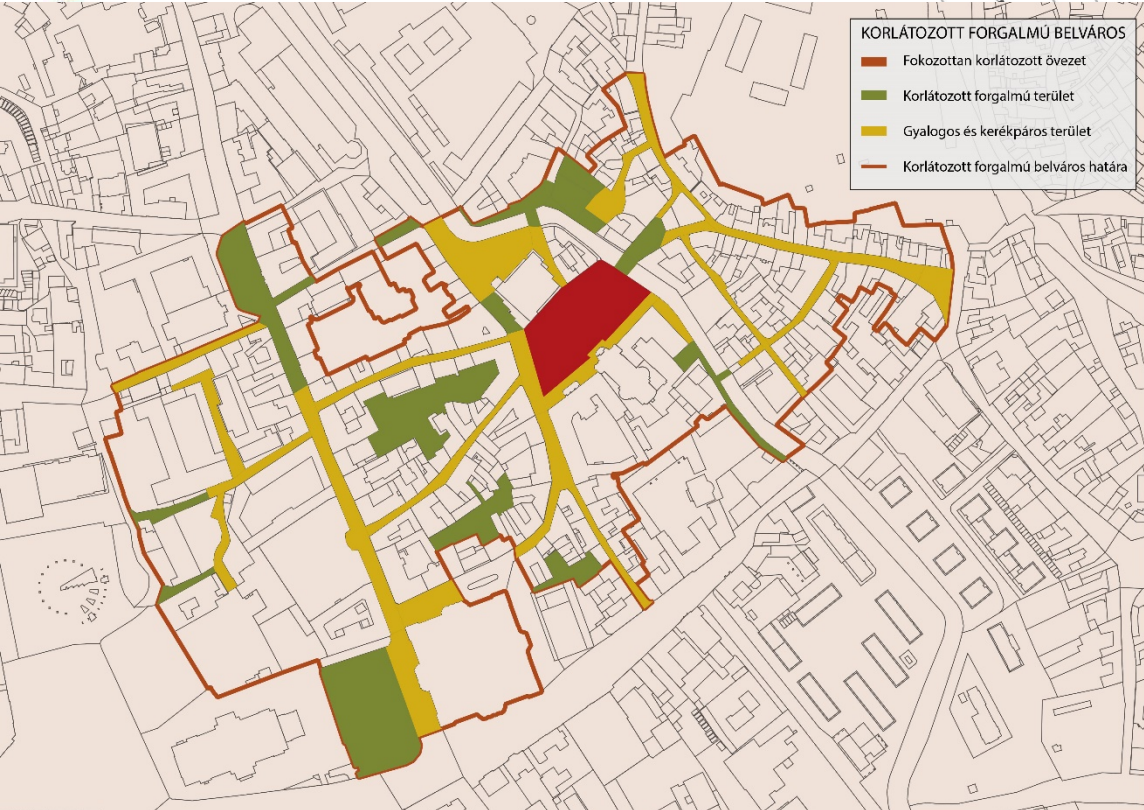 KORLÁTOZOTT FORGALMÚ BELVÁROS
Fokozottan korlátozott övezet
Korlátozott forgalmú terület
Gyalogos és kerékpáros terület
Korlátozott forgalmú belváros határa